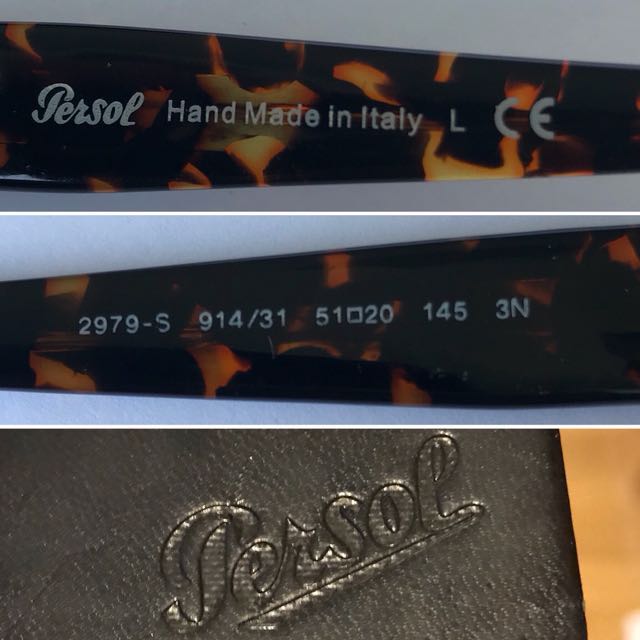 Persol Hand Made in Italy L CE
2979-S 914/31 51□20 145 3N
Persol